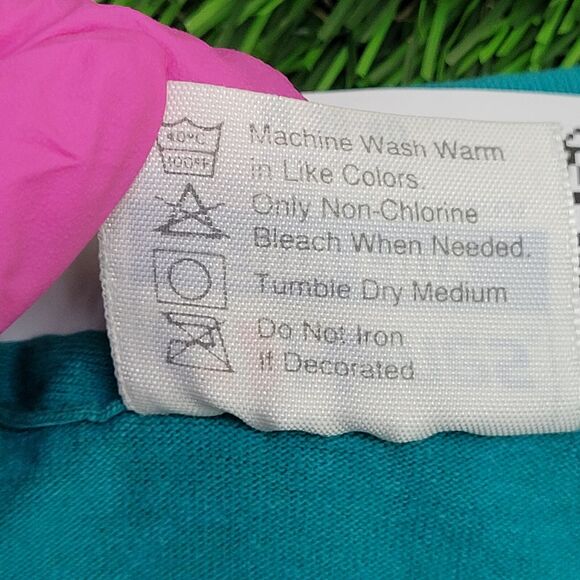 40°C
100°F
Machine Wash Warm
in Like Colors.
Only Non-Chlorine
Bleach When Needed.
Tumble Dry Medium
Do Not Iron
If Decorated